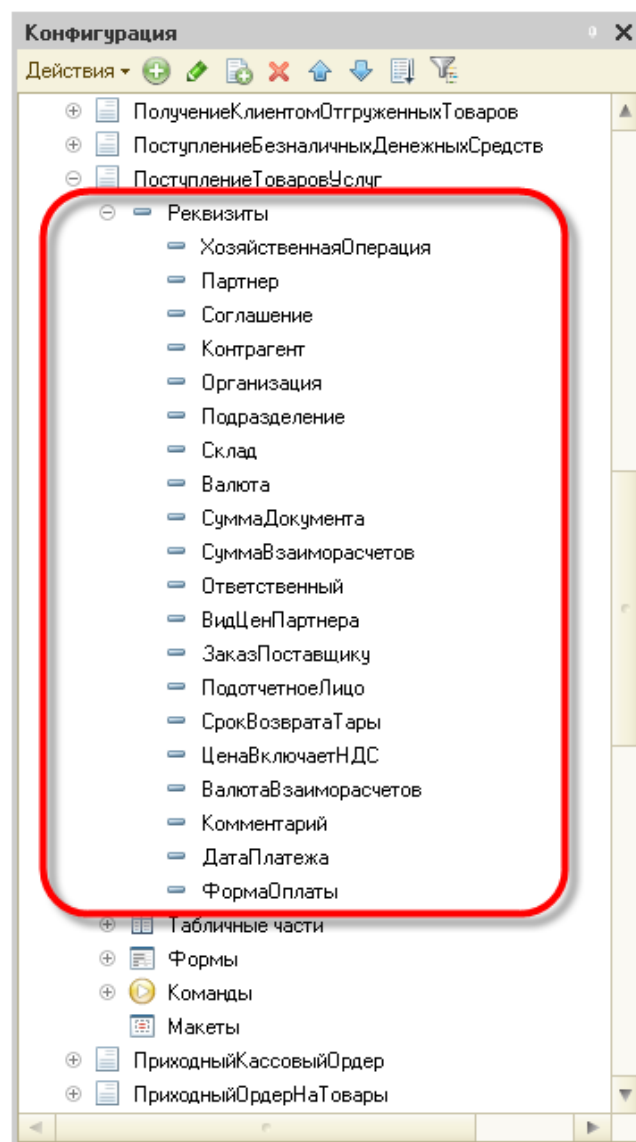 Конфигурация
Действия
ПолучениеКлиентомОтгруженныхТоваров
ПоступлениеБезналичныхДенежныхСредств
ПоступлениеТоваровУслуг
Реквизиты
ХозяйственнаяОперация
Партнер
Соглашение
Контрагент
Организация
Подразделение
Склад
Валюта
СуммаДокумента
СуммаВзаиморасчетов
Ответственный
ВидЦенПартнера
ЗаказПоставщику
ПодотчетноеЛицо
СрокВозвратаТары
ЦенаВключаетНДС
ВалютаВзаиморасчетов
Комментарий
ДатаПлатежа
ФормаОплаты
Табличные части
Формы
Команды
Макеты
ПриходныйКассовыйОрдер
ПриходныйОрдерНаТовары